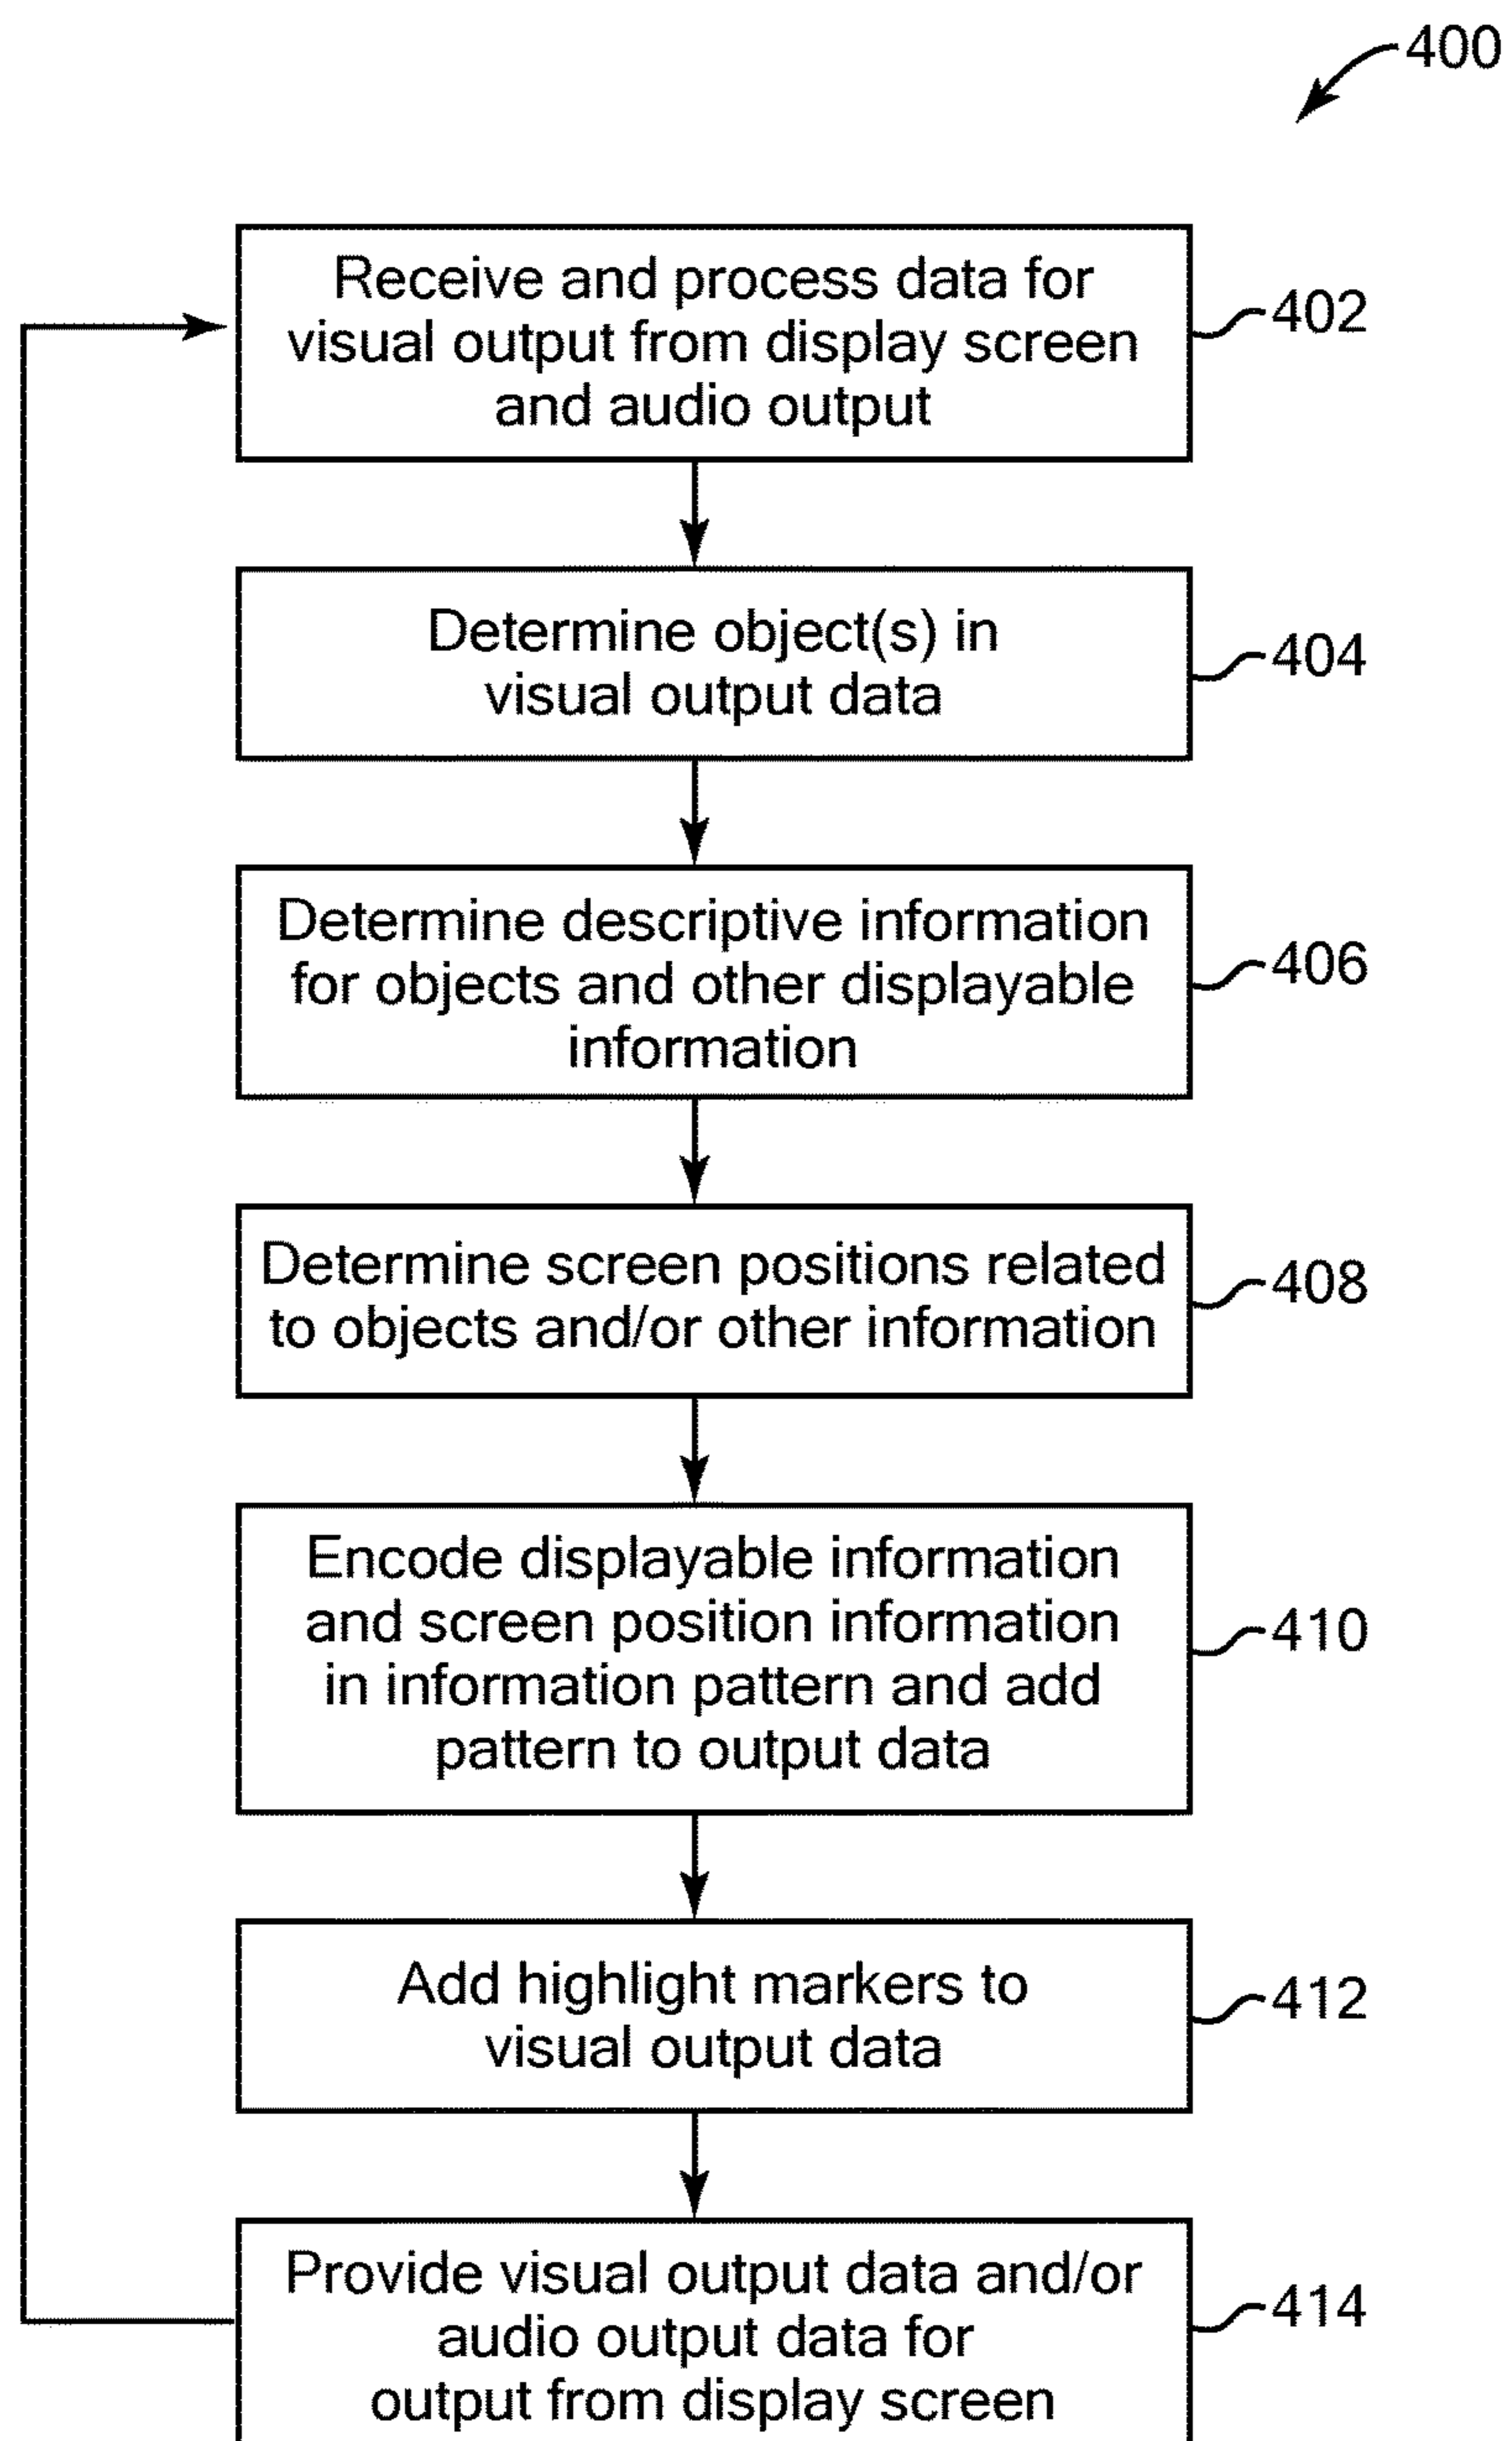 400
Receive and process data for
visual output from display screen
and audio output
402
Determine object(s) in
visual output data
404
Determine descriptive information
for objects and other displayable
information
406
Determine screen positions related
to objects and/or other information
408
Encode displayable information
and screen position information
in information pattern and add
pattern to output data
410
Add highlight markers to
visual output data
412
Provide visual output data and/or
audio output data for
output from display screen
414